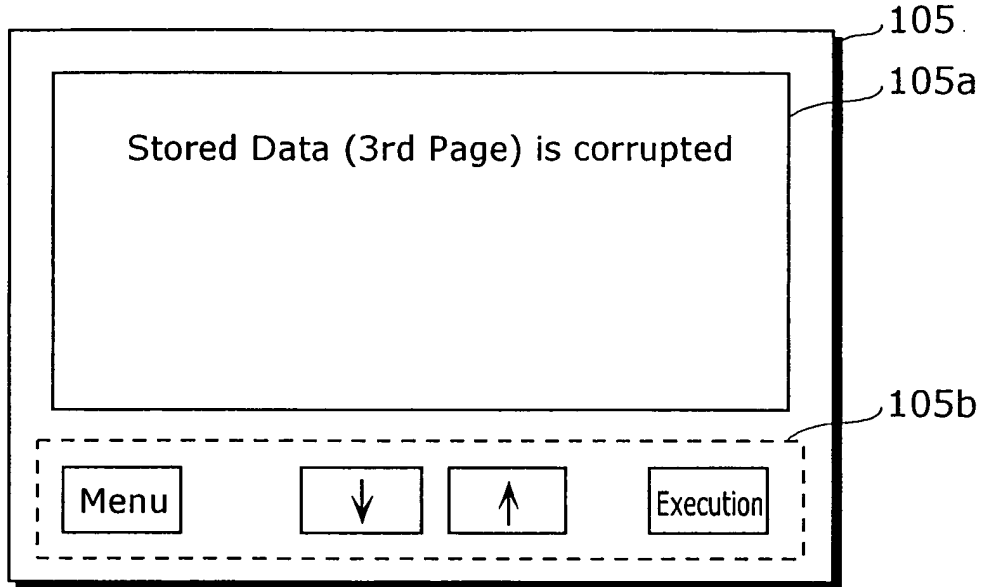 105
105a
Stored Data (3rd Page) is corrupted
105b
Menu ↓ ↑ Execution